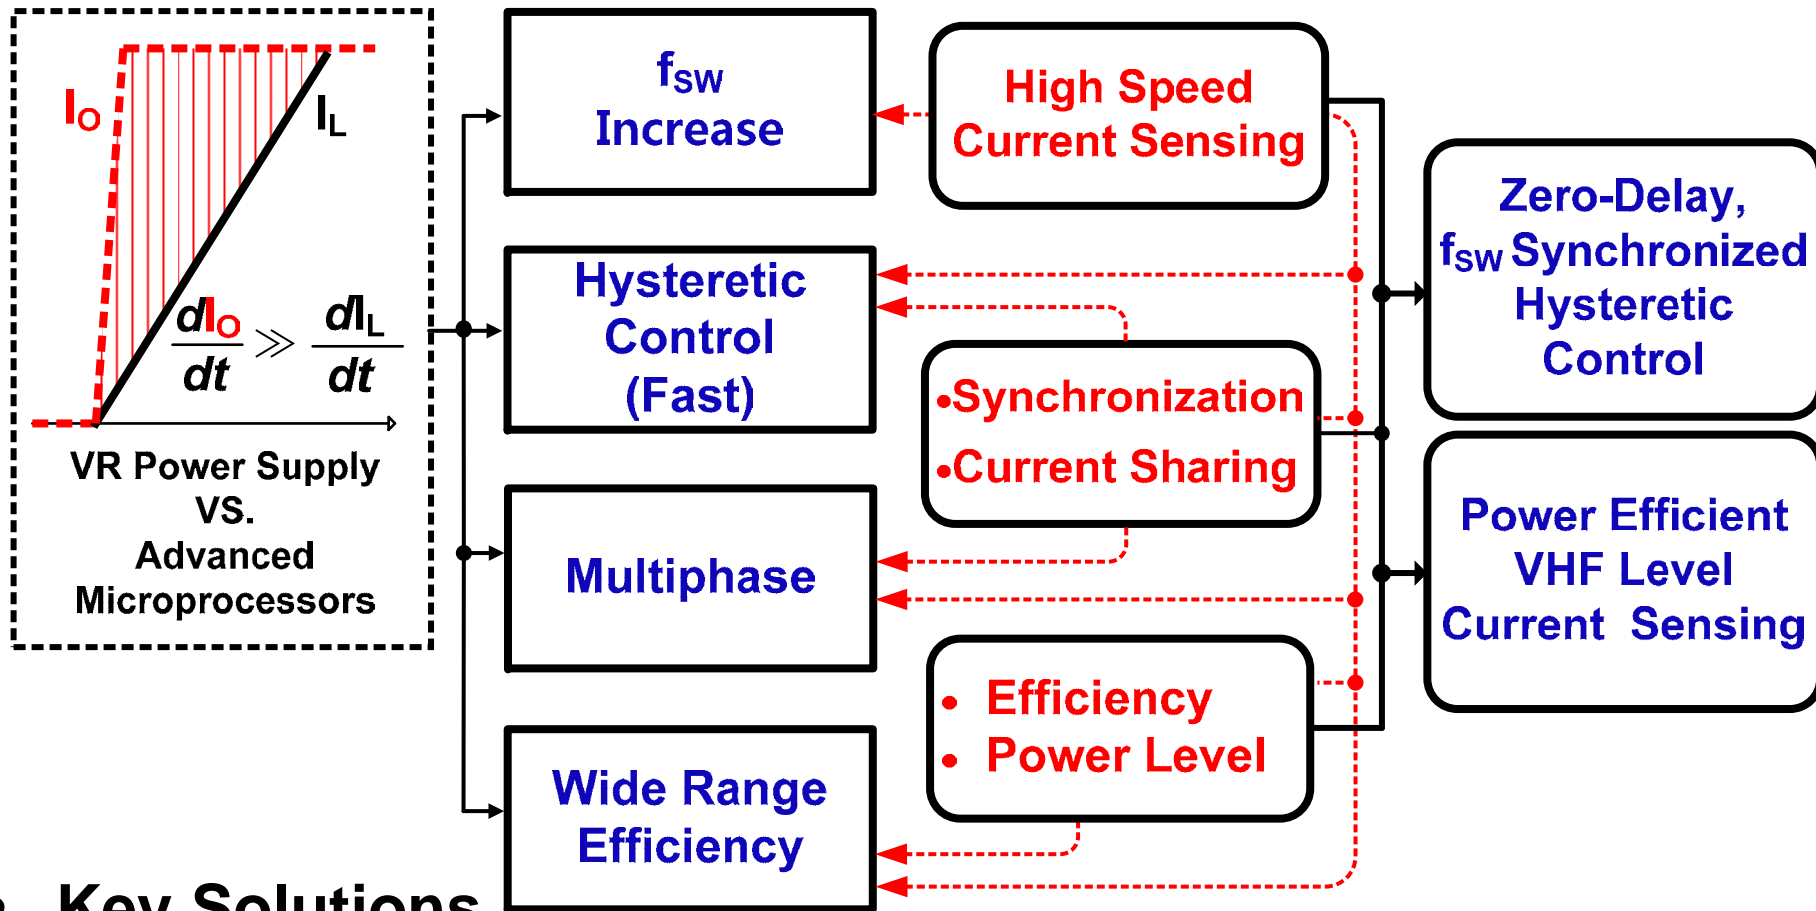 I_O
I_L
dI_O/dt ≫ dI_L/dt
VR Power Supply
VS.
Advanced
Microprocessors
f_SW
Increase
Hysteretic
Control
(Fast)
Multiphase
Wide Range
Efficiency
High Speed
Current Sensing
•Synchronization
•Current Sharing
• Efficiency
• Power Level
Zero-Delay,
f_SW Synchronized
Hysteretic
Control
Power Efficient
VHF Level
Current Sensing
• Key Solutions